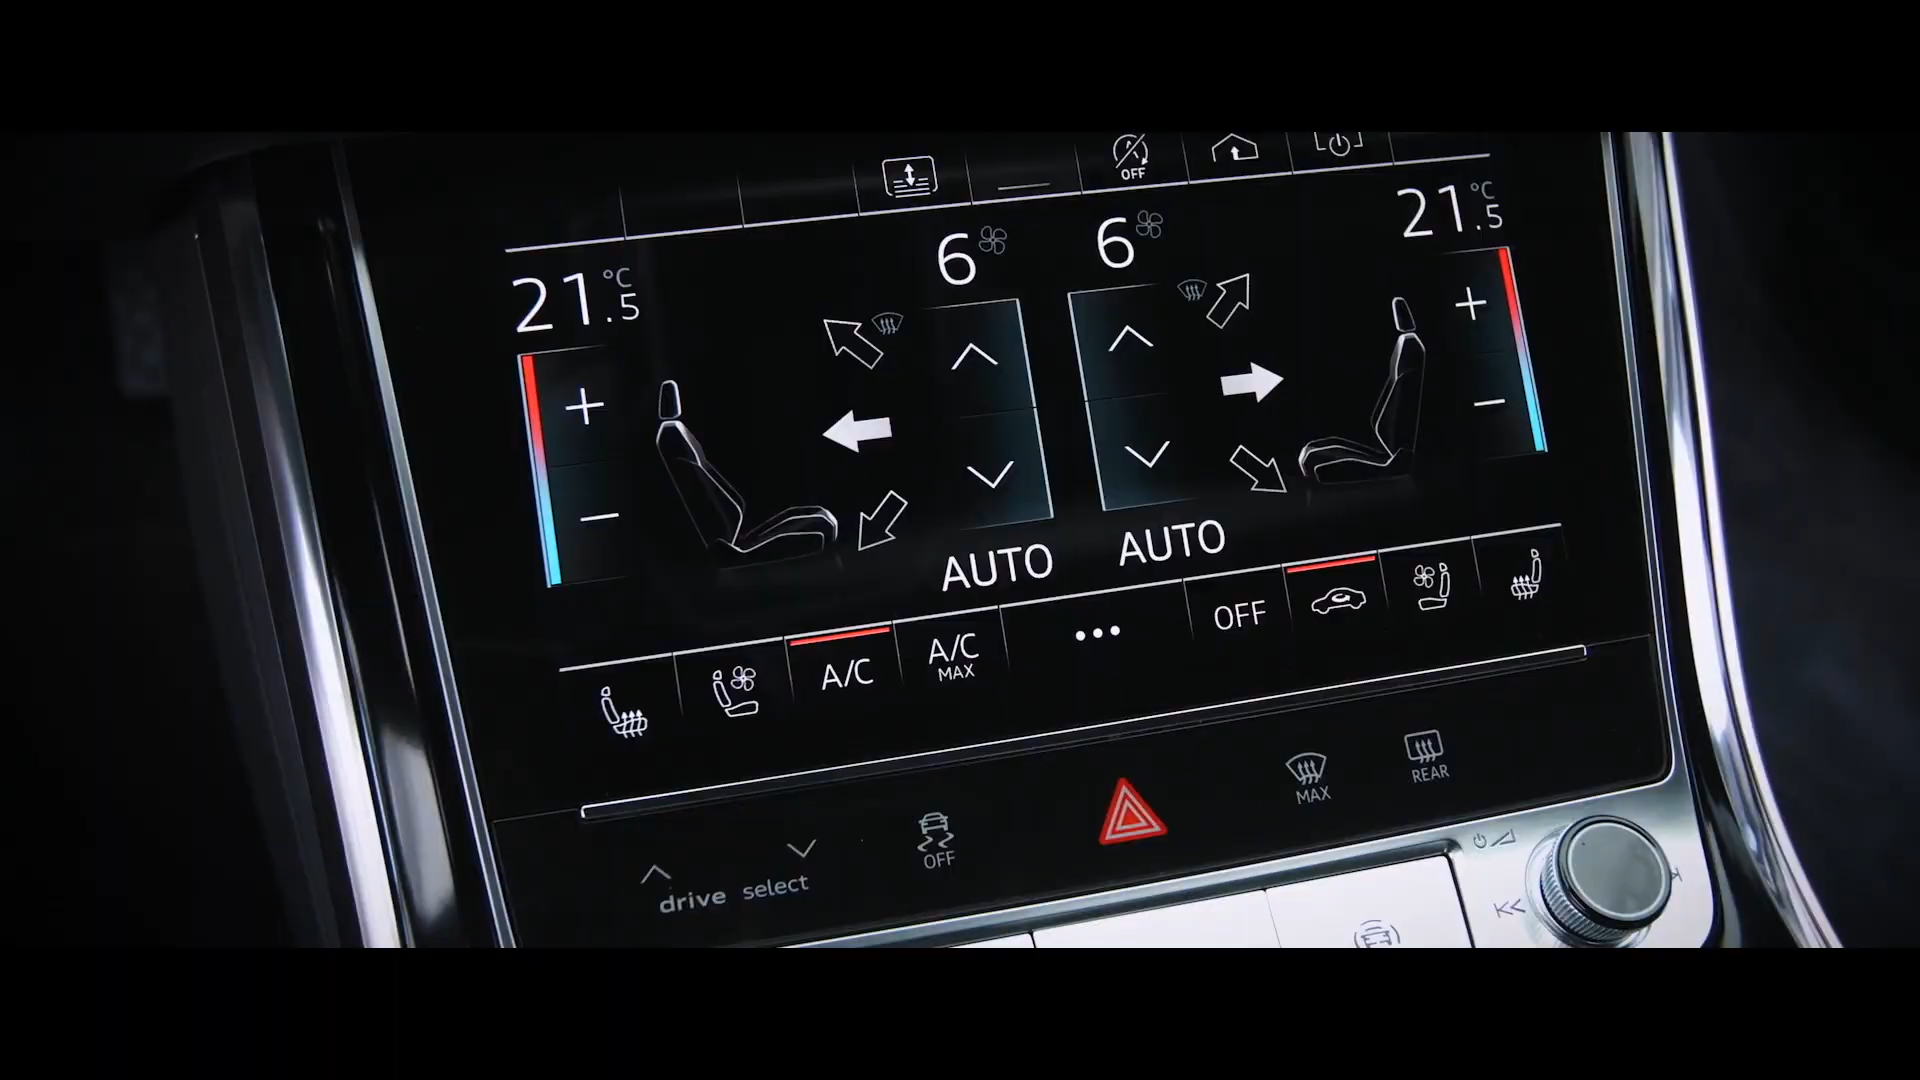 OFF
21.5 °C
6
6
21.5 °C
AUTO
AUTO
A/C
A/C
MAX
•••
OFF
drive select
OFF
MAX
REAR